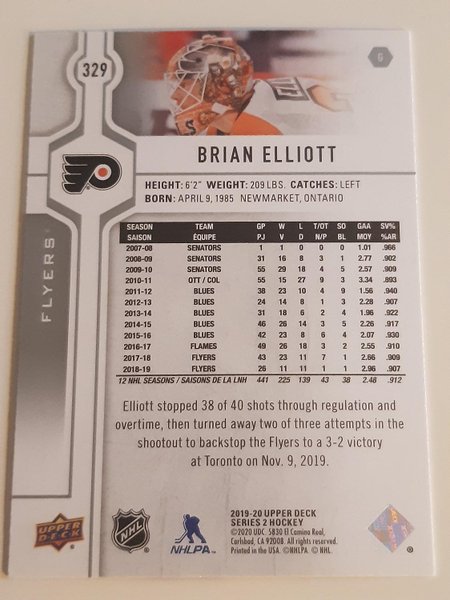 329
G
BRIAN ELLIOTT
HEIGHT: 6'2" WEIGHT: 209 LBS. CATCHES: LEFT
BORN: APRIL 9, 1985 NEWMARKET, ONTARIO
FLYERS
SEASON TEAM GP W L T/OT SO GAA SV%
SAISON ÉQUIPE PJ V D N/P BL MOY %AR
2007-08 SENATORS 1 1 0 0 0 1.01 .966
2008-09 SENATORS 31 16 8 3 1 2.77 .902
2009-10 SENATORS 55 29 18 4 5 2.57 .909
2010-11 OTT / COL 55 15 27 9 3 3.34 .893
2011-12 BLUES 38 23 10 4 9 1.56 .940
2012-13 BLUES 24 14 8 1 3 2.28 .907
2013-14 BLUES 31 18 6 2 4 1.96 .922
2014-15 BLUES 46 26 14 3 5 2.26 .917
2015-16 BLUES 42 23 8 6 4 2.07 .930
2016-17 FLAMES 49 26 18 3 2 2.55 .910
2017-18 FLYERS 43 23 11 7 1 2.66 .909
2018-19 FLYERS 26 11 11 1 1 2.96 .907
12 NHL SEASONS / SAISONS DE LA LNH 441 225 139 43 38 2.48 .912
Elliott stopped 38 of 40 shots through regulation and
overtime, then turned away two of three attempts in the
shootout to backstop the Flyers to a 3-2 victory
at Toronto on Nov. 9, 2019.
UPPER DECK
NHL
NHLPA
2019-20 UPPER DECK
SERIES 2 HOCKEY
©2020 UDC. 5830 El Camino Real,
Carlsbad, CA 92008. All rights reserved.
Printed in the USA. ©NHLPA © NHL.